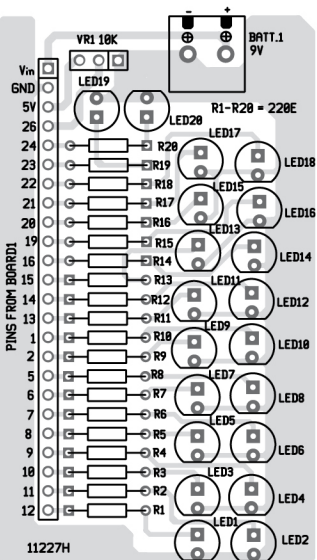 - +
VR1 10K
BATT.1
9V
Vin
LED19
GND
5V
R1-R20 = 220E
26
LED20
LED17
24
R20
23
R19
LED18
22
R18
LED15
21
R17
LED16
20
R16
LED13
19
R15
16
R14
LED14
15
R13
LED11
14
R12
LED12
13
R11
LED9
1
R10
LED10
2
R9
5
R8
LED7
6
R7
LED8
7
R6
LED5
8
R5
9
R4
LED6
10
R3
LED3
11
R2
LED4
12
R1
LED1
LED2
PINS FROM BOARD1
11227H